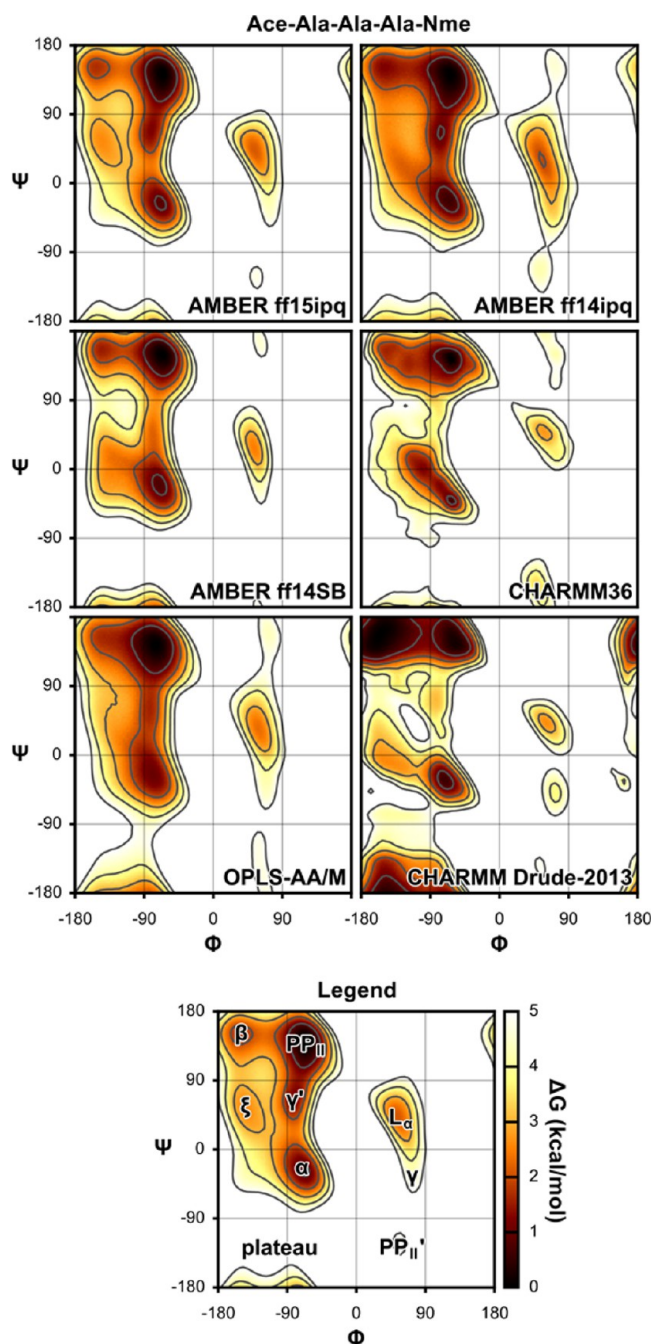 Ace-Ala-Ala-Ala-Nme
180
90
Ψ
0
-90
-180
AMBER ff15ipq
AMBER ff14ipq
90
Ψ
0
-90
-180
AMBER ff14SB
CHARMM36
90
Ψ
0
-90
-180
OPLS-AA/M
CHARMM Drude-2013
-180 -90 0 90 -180 -90 0 90 180
Φ Φ
Legend
180
90
Ψ
0
-90
-180
β PPII
ξ γ' Lα
α γ
plateau PPII'
-180 -90 0 90 180
Φ
5
4
3
2
1
0
ΔG (kcal/mol)